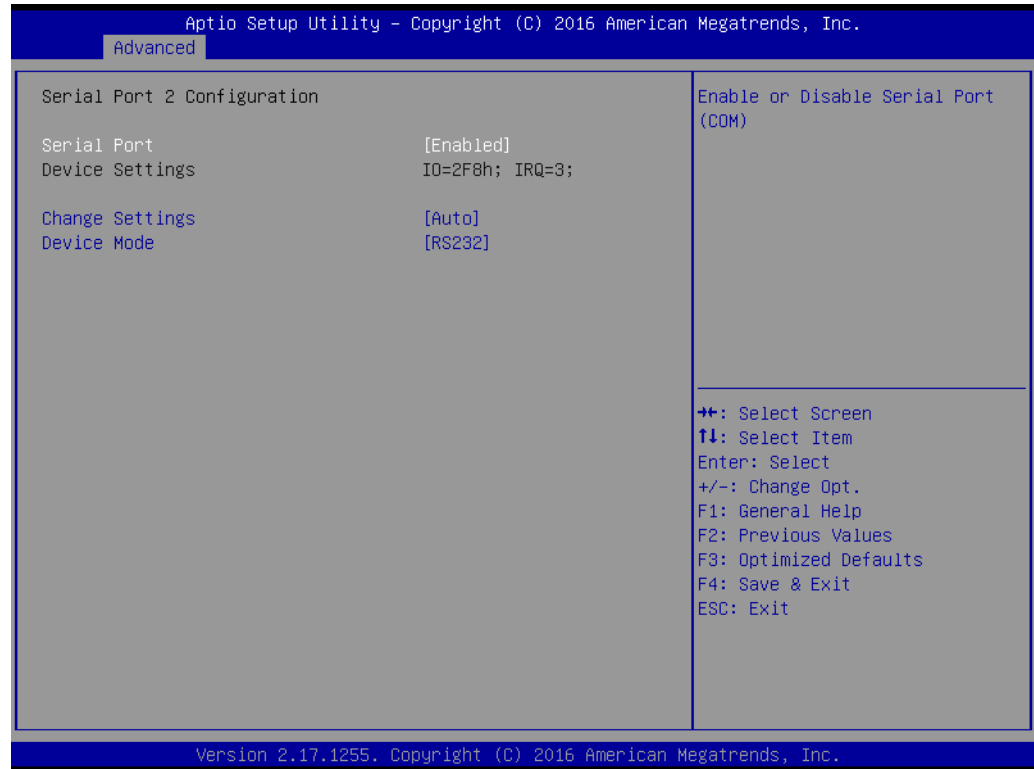 Aptio Setup Utility – Copyright (C) 2016 American Megatrends, Inc.
Advanced
Serial Port 2 Configuration
Serial Port [Enabled]
Device Settings IO=2F8h; IRQ=3;
Change Settings [Auto]
Device Mode [RS232]
Enable or Disable Serial Port
(COM)
→←: Select Screen
↑↓: Select Item
Enter: Select
+/-: Change Opt.
F1: General Help
F2: Previous Values
F3: Optimized Defaults
F4: Save & Exit
ESC: Exit
Version 2.17.1255. Copyright (C) 2016 American Megatrends, Inc.